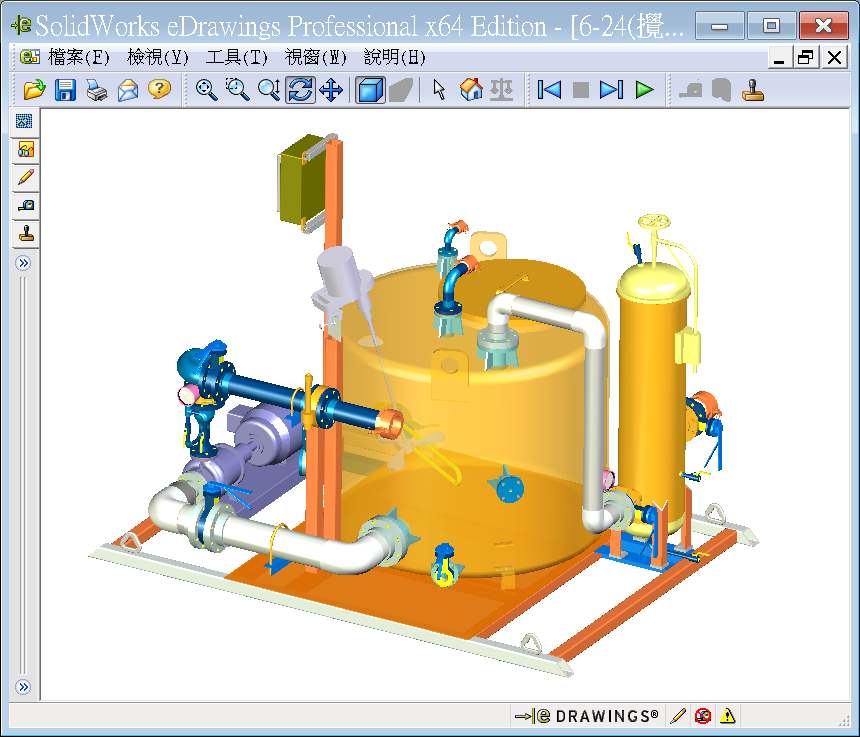 SolidWorks eDrawings Professional x64 Edition - [6-24(攪...
檔案(F) 檢視(V) 工具(T) 視窗(W) 說明(H)
e DRAWINGS®